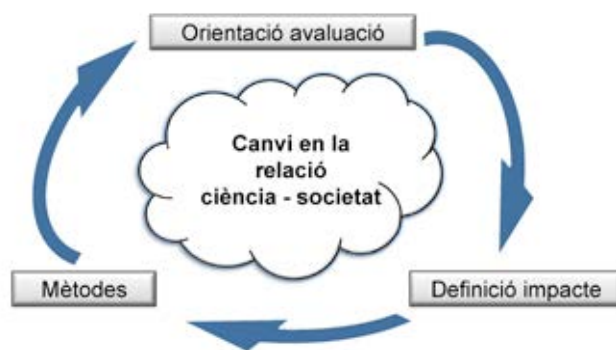 Orientació avaluació
Canvi en la
relació
ciència - societat
Mètodes
Definició impacte